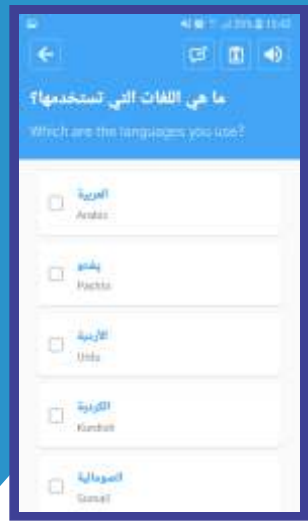 ما هي اللغات التي تستخدمها؟
Which are the languages you use?
العربية
Arabic
پشتو
Pashto
الأردية
Urdu
الكردية
Kurdish
الصومالية
Somali